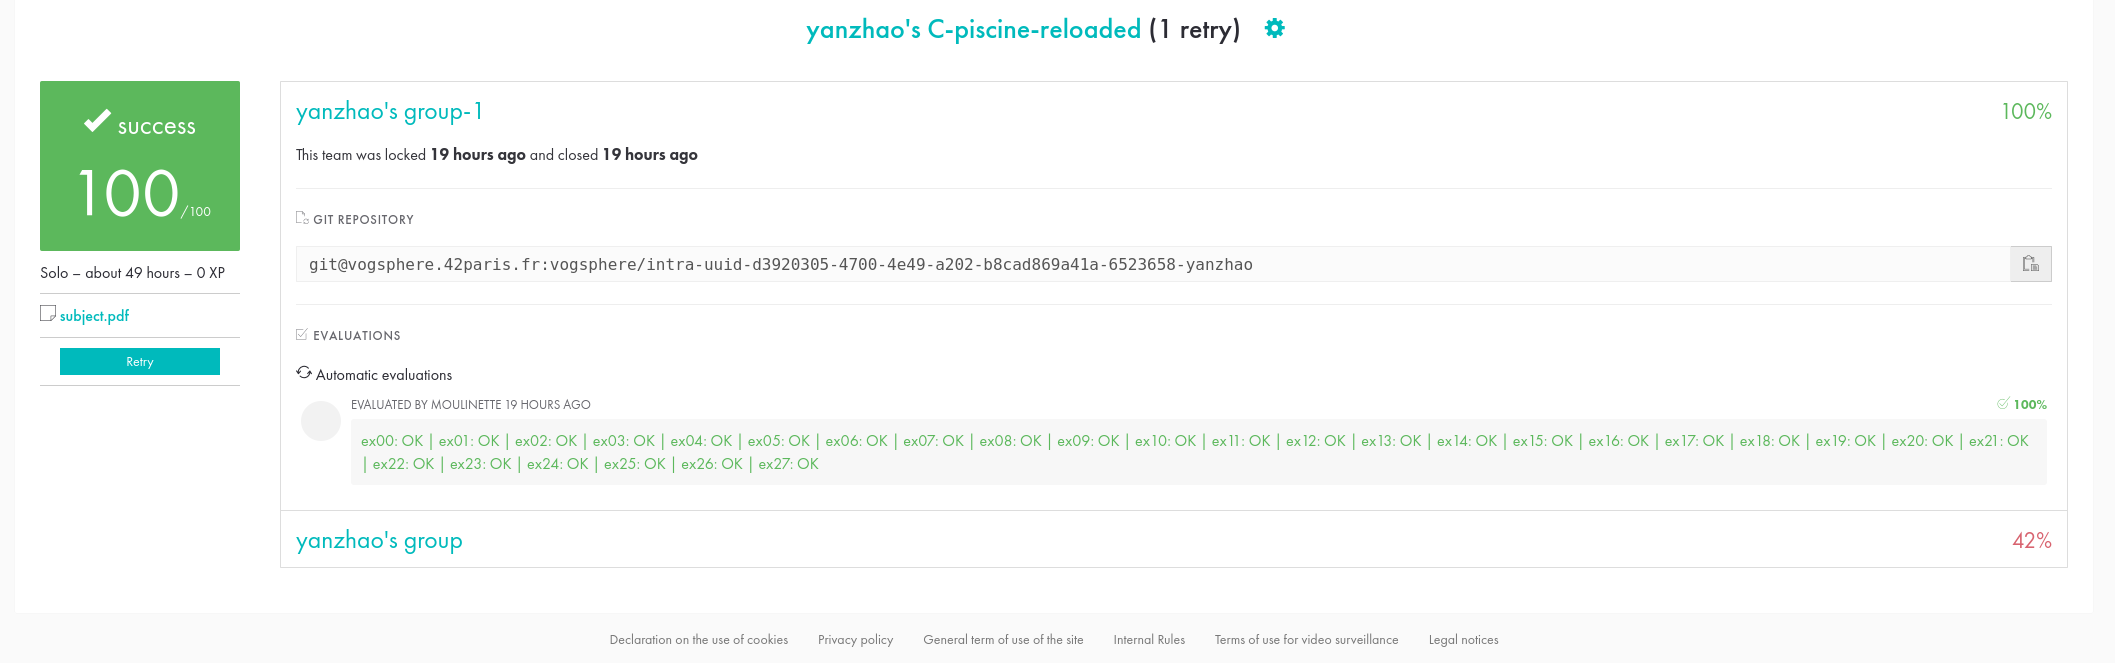 yanzhao's C-piscine-reloaded (1 retry)
success
100/100
Solo – about 49 hours – 0 XP
subject.pdf
Retry
yanzhao's group-1 100%
This team was locked 19 hours ago and closed 19 hours ago
GIT REPOSITORY
git@vogsphere.42paris.fr:vogsphere/intra-uuid-d3920305-4700-4e49-a202-b8cad869a41a-6523658-yanzhao
EVALUATIONS
Automatic evaluations
EVALUATED BY MOULINETTE 19 HOURS AGO 100%
ex00: OK | ex01: OK | ex02: OK | ex03: OK | ex04: OK | ex05: OK | ex06: OK | ex07: OK | ex08: OK | ex09: OK | ex10: OK | ex11: OK | ex12: OK | ex13: OK | ex14: OK | ex15: OK | ex16: OK | ex17: OK | ex18: OK | ex19: OK | ex20: OK | ex21: OK
| ex22: OK | ex23: OK | ex24: OK | ex25: OK | ex26: OK | ex27: OK
yanzhao's group 42%
Declaration on the use of cookies Privacy policy General term of use of the site Internal Rules Terms of use for video surveillance Legal notices